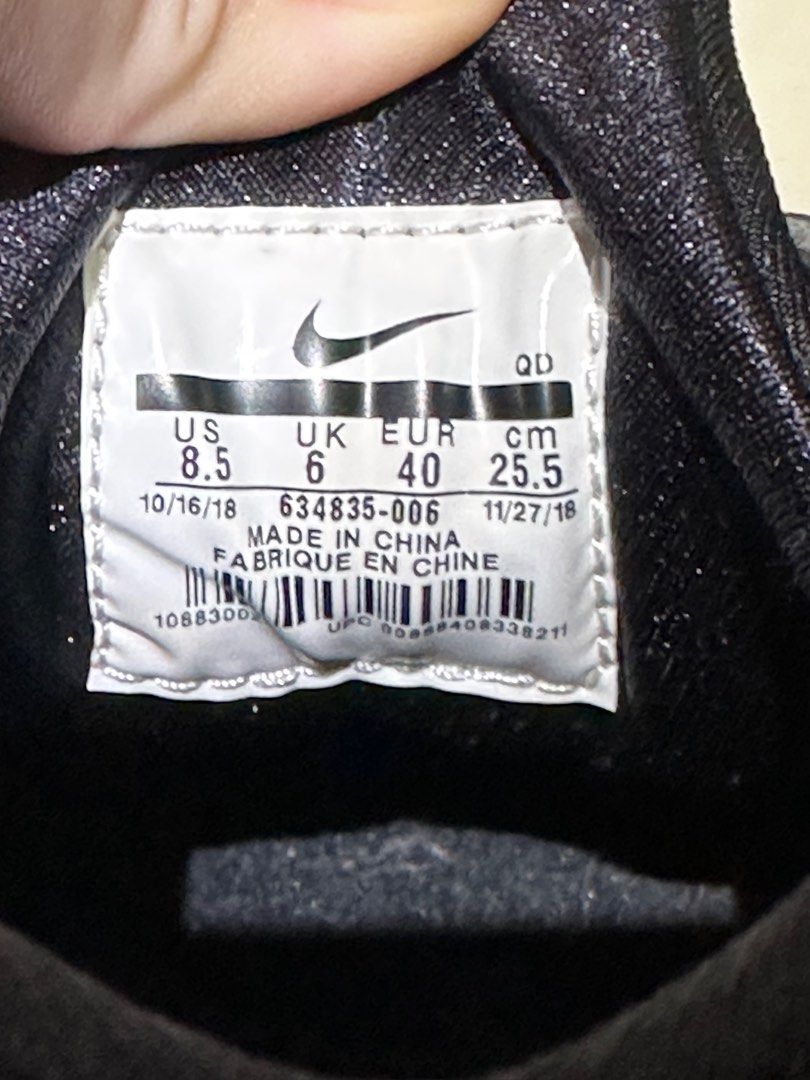 QD
US UK EUR cm
8.5 6 40 25.5
10/16/18 634835-006 11/27/18
MADE IN CHINA
FABRIQUE EN CHINE
UPC